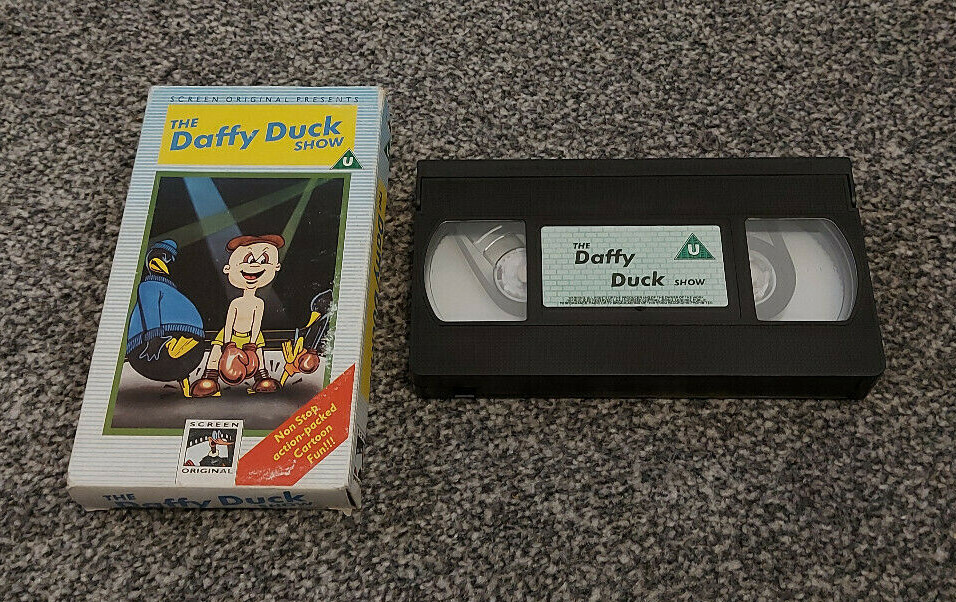 SCREEN ORIGINAL PRESENTS
THE
Daffy Duck
SHOW
U
SCREEN
ORIGINAL
Non Stop
action-packed
Cartoon
Fun!!!
THE
Daffy Duck
THE
Daffy
Duck SHOW
U